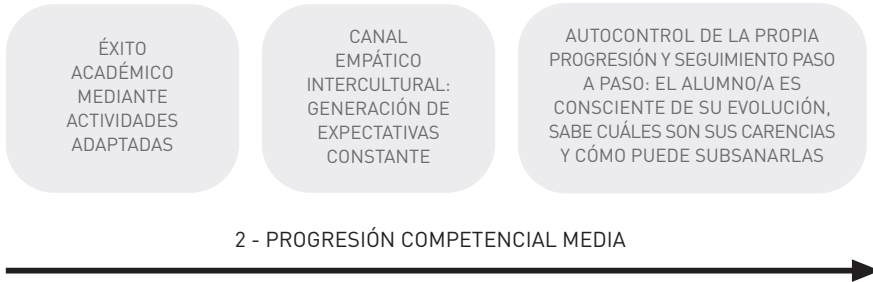 ÉXITO
ACADÉMICO
MEDIANTE
ACTIVIDADES
ADAPTADAS
CANAL
EMPÁTICO
INTERCULTURAL:
GENERACIÓN DE
EXPECTATIVAS
CONSTANTE
AUTOCONTROL DE LA PROPIA
PROGRESIÓN Y SEGUIMIENTO PASO
A PASO: EL ALUMNO/A ES
CONSCIENTE DE SU EVOLUCIÓN,
SABE CUÁLES SON SUS CARENCIAS
Y CÓMO PUEDE SUBSANARLAS
2 - PROGRESIÓN COMPETENCIAL MEDIA